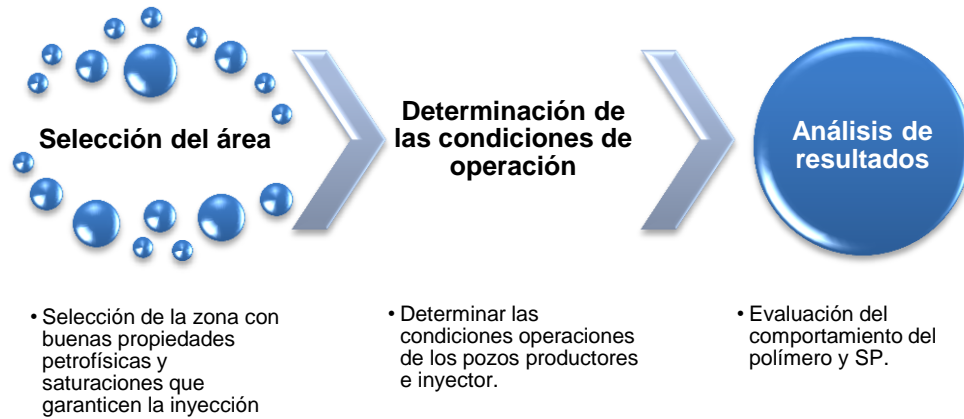 Selección del área
Determinación de
las condiciones de
operación
Análisis de
resultados
• Selección de la zona con
buenas propiedades
petrofísicas y
saturaciones que
garanticen la inyección
• Determinar las
condiciones operaciones
de los pozos productores
e inyector.
• Evaluación del
comportamiento del
polímero y SP.